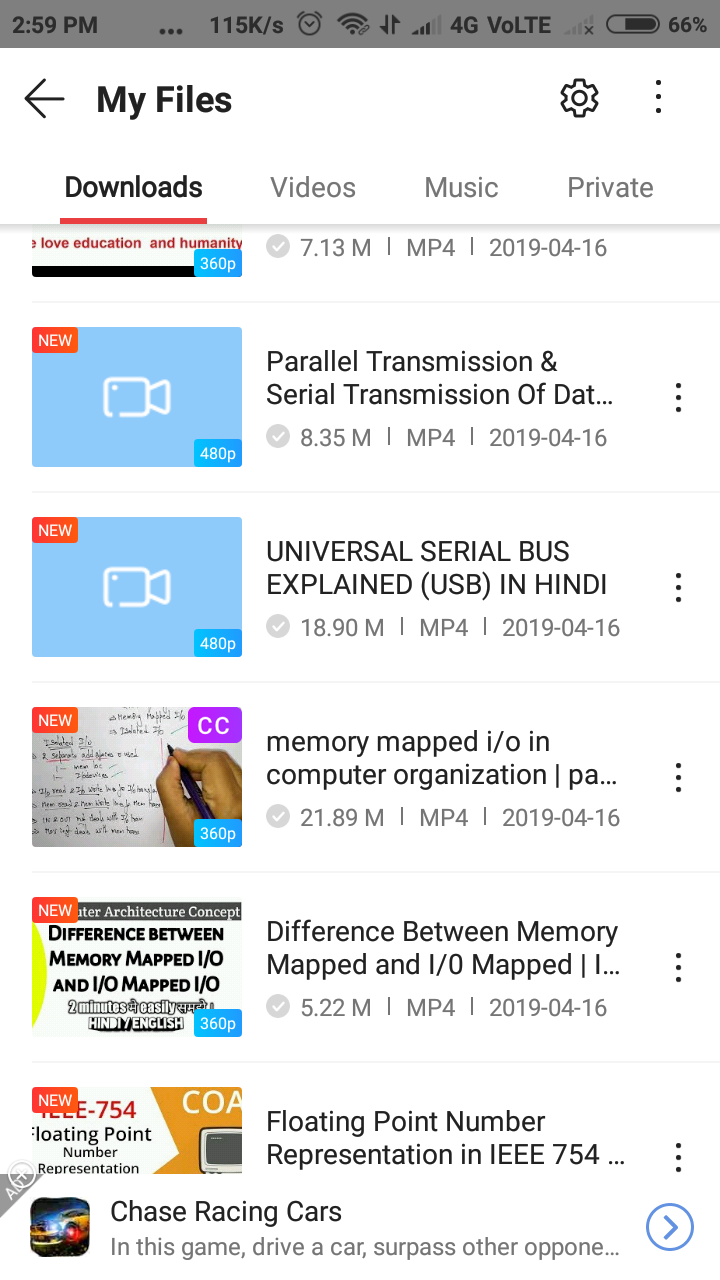 2:59 PM ... 115K/s 4G VoLTE 66%
My Files
Downloads Videos Music Private
e love education and humanity
360p
7.13 M | MP4 | 2019-04-16
NEW
480p
Parallel Transmission &
Serial Transmission Of Dat...
8.35 M | MP4 | 2019-04-16
NEW
480p
UNIVERSAL SERIAL BUS
EXPLAINED (USB) IN HINDI
18.90 M | MP4 | 2019-04-16
NEW
CC
Memory Mapped I/o
Isolated I/o
Isolated I/o
360p
memory mapped i/o in
computer organization | pa...
21.89 M | MP4 | 2019-04-16
NEW
uter Architecture Concept
DIFFERENCE BETWEEN
MEMORY MAPPED I/O
AND I/O MAPPED I/O
2 minutes मे easily समझे।
HINDI/ENGLISH
360p
Difference Between Memory
Mapped and I/0 Mapped | I...
5.22 M | MP4 | 2019-04-16
NEW
IEEE-754
Floating Point
Number
Representation
COA
Floating Point Number
Representation in IEEE 754 ...
AD
Chase Racing Cars
In this game, drive a car, surpass other oppone...